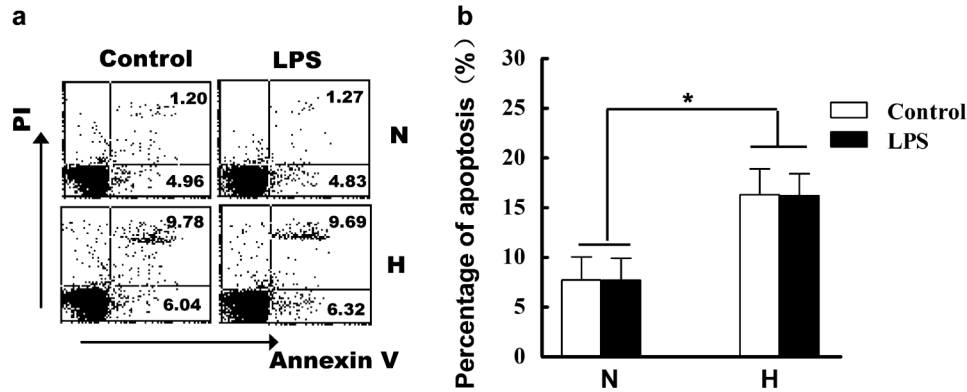 a
Control LPS
PI
1.20
1.27
N
4.96
4.83
9.78
9.69
H
6.04
6.32
Annexin V
b
Percentage of apoptosis (%)
30
25
20
15
10
5
0
*
Control
LPS
N H